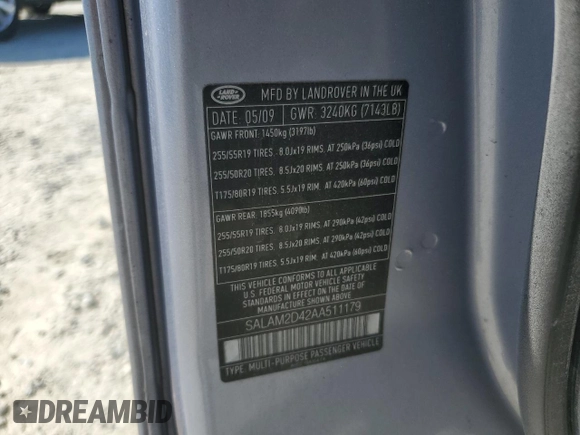 LAND-
ROVER
MFD BY LANDROVER IN THE UK
DATE 05/09 GWR: 3240KG (7143LB)
GAWR FRONT: 1450kg (3197lb)
255/55R19 TIRES. 8.0Jx19 RIMS. AT 250kPa (36psi) COLD
255/50R20 TIRES. 8.5Jx20 RIMS, AT 250kPa (36psi) COLD
T175/80R19 TIRES, 5.5Jx19 RIM, AT 420kPa (60psi) COLD
GAWR REAR: 1855kg (4090lb)
255/55R19 TIRES. 8.0Jx19 RIMS, AT 290kPa (42psi) COLD
255/50R20 TIRES. 8.5Jx20 RIMS, AT 290kPa (42psi) COLD
T175/80R19 TIRES, 5.5Jx19 RIM, AT 420kPa (60psi) COLD
THIS VEHICLE CONFORMS TO ALL APPLICABLE
U.S. FEDERAL MOTOR VEHICLE SAFETY
STANDARDS IN EFFECT ON THE DATE OF
MANUFACTURE SHOWN ABOVE
SALAM2D42AA511179
TYPE: MULTI-PURPOSE PASSENGER VEHICLE
DREAMBID